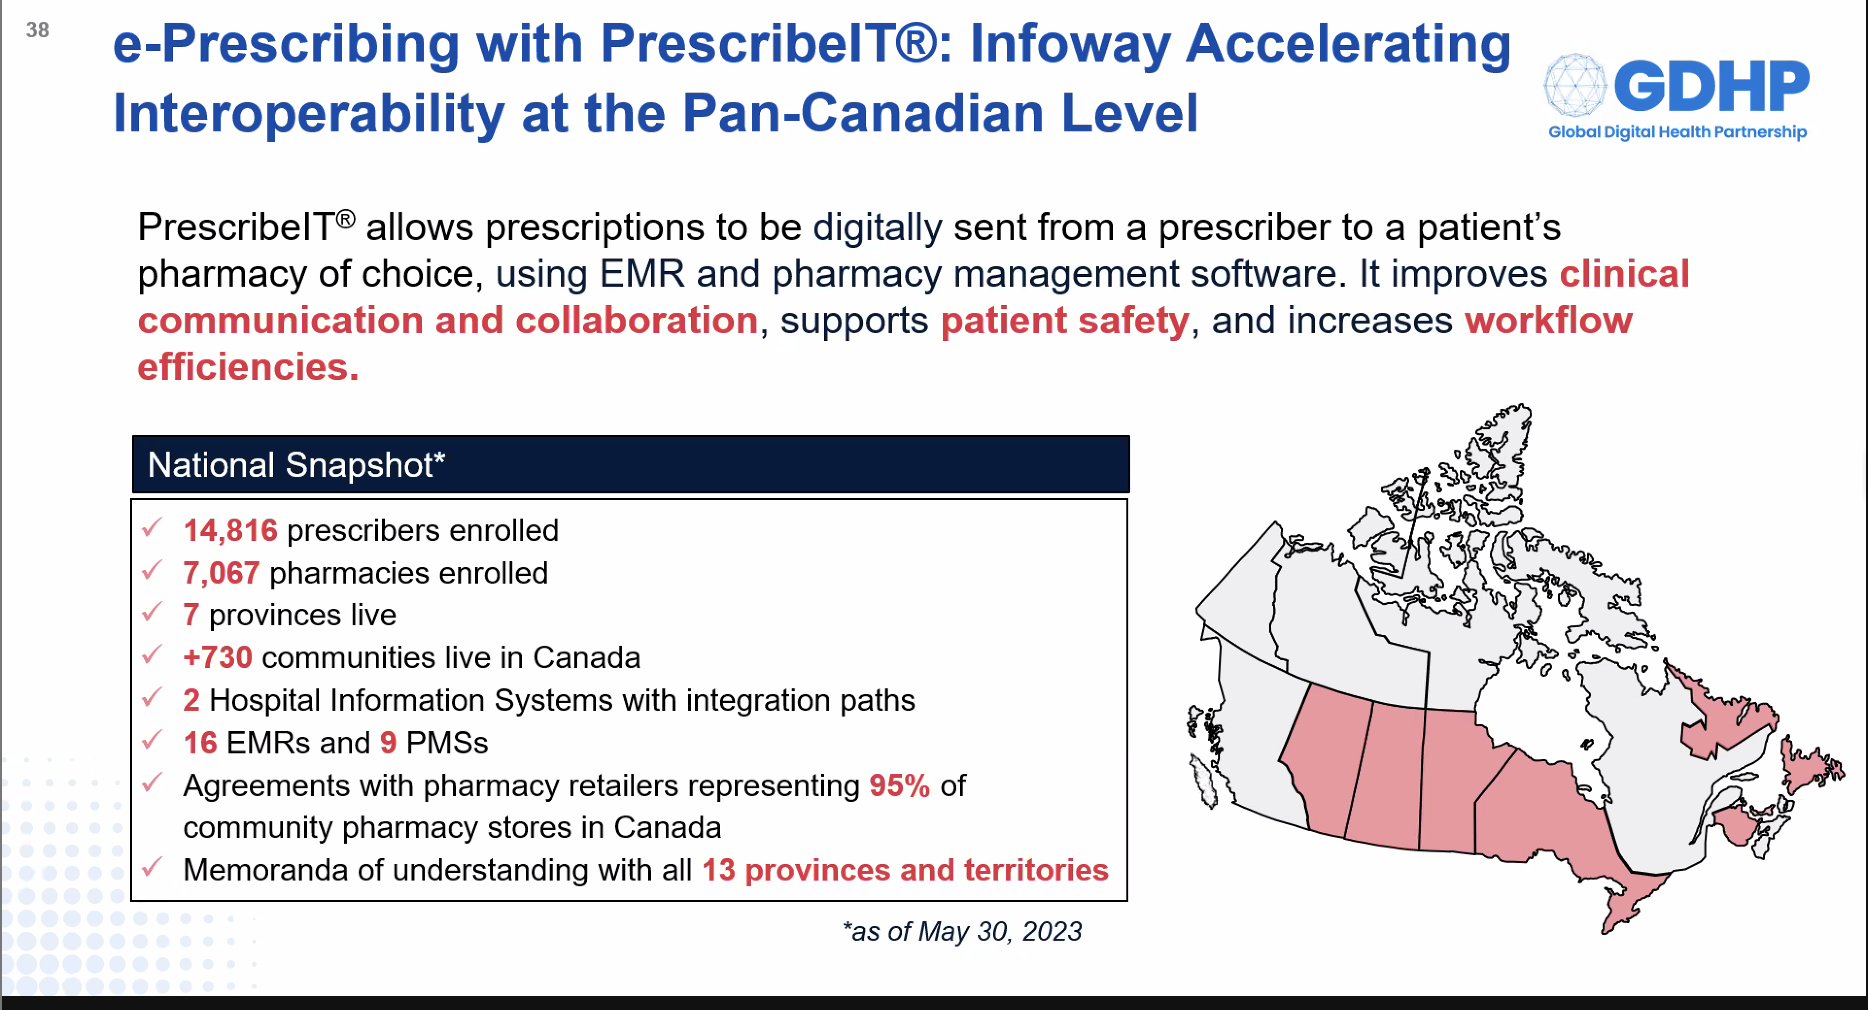 38
e-Prescribing with PrescribeIT®: Infoway Accelerating
Interoperability at the Pan-Canadian Level
GDHP
Global Digital Health Partnership
PrescribeIT® allows prescriptions to be digitally sent from a prescriber to a patient’s
pharmacy of choice, using EMR and pharmacy management software. It improves clinical
communication and collaboration, supports patient safety, and increases workflow
efficiencies.
National Snapshot*
✓ 14,816 prescribers enrolled
✓ 7,067 pharmacies enrolled
✓ 7 provinces live
✓ +730 communities live in Canada
✓ 2 Hospital Information Systems with integration paths
✓ 16 EMRs and 9 PMSs
✓ Agreements with pharmacy retailers representing 95% of
community pharmacy stores in Canada
✓ Memoranda of understanding with all 13 provinces and territories
*as of May 30, 2023